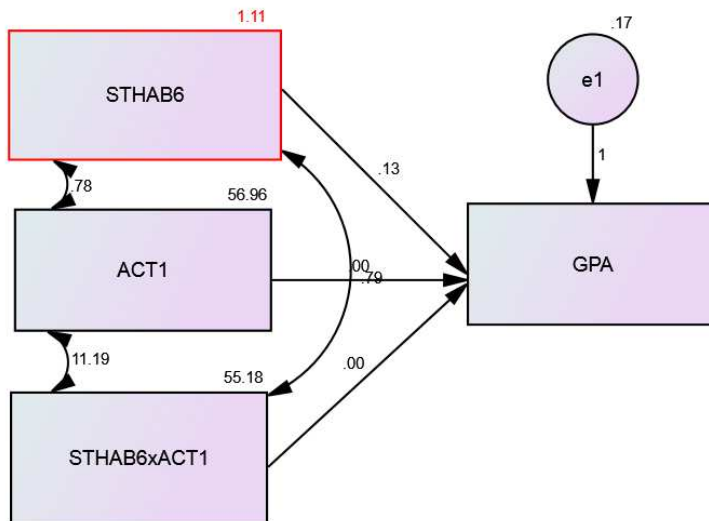 1.11
.17
STHAB6
e1
.78
.13
1
56.96
ACT1
.00
.79
GPA
11.19
55.18
.00
STHAB6xACT1